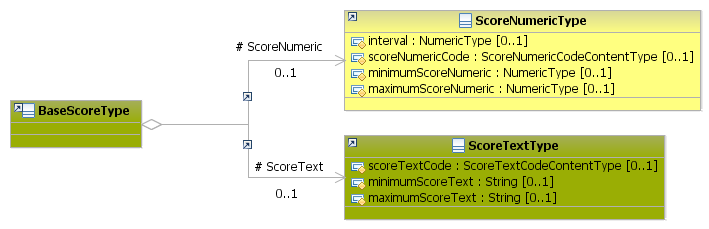 ScoreNumericType
# ScoreNumeric
interval : NumericType [0..1]
scoreNumericCode : ScoreNumericCodeContentType [0..1]
0..1
minimumScoreNumeric : NumericType [0..1]
maximumScoreNumeric : NumericType [0..1]
BaseScoreType
ScoreTextType
# ScoreText
scoreTextCode : ScoreTextCodeContentType [0..1]
0..1
minimumScoreText : String [0..1]
maximumScoreText : String [0..1]